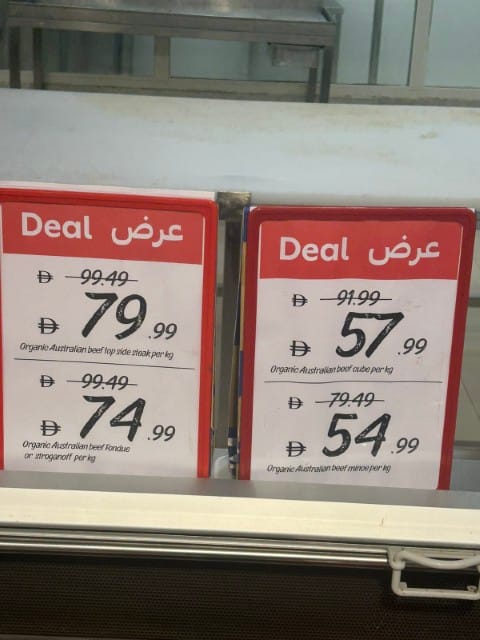 Deal عرض
99.49
79.99
Organic Australian beef top side steak per kg
99.49
74.99
Organic Australian beef Fondue
or stroganoff per kg
Deal عرض
91.99
57.99
Organic Australian beef cube per kg
79.49
54.99
Organic Australian beef mince per kg